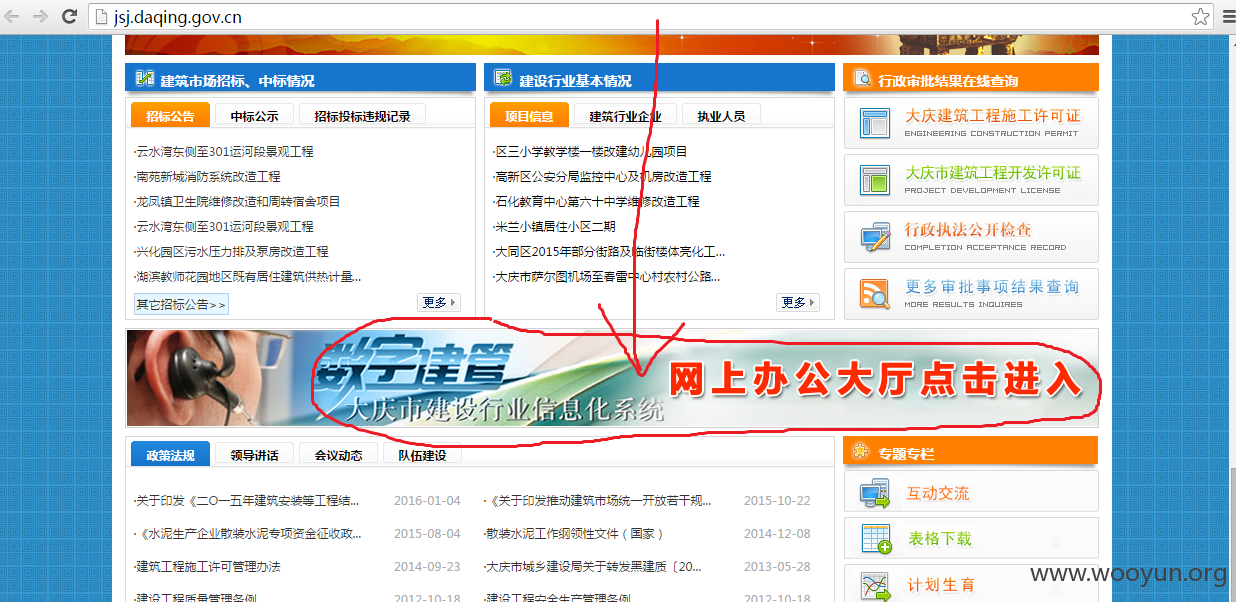 jsj.daqing.gov.cn
建筑市场招标、中标情况
招标公告 中标公示 招标投标违规记录
·云水湾东侧至301运河段景观工程
·南苑新城消防系统改造工程
·龙凤镇卫生院维修改造和周转宿舍项目
·云水湾东侧至301运河段景观工程
·兴化园区污水压力排及泵房改造工程
·湖滨教师花园地区既有居住建筑供热计量...
其它招标公告>>
更多
建设行业基本情况
项目信息 建筑行业企业 执业人员
·区三小学教学楼一楼改建幼儿园项目
·高新区公安分局监控中心及机房改造工程
·石化教育中心第六十中学维修改造工程
·米兰小镇居住小区二期
·大同区2015年部分街路及临街楼体亮化工...
·大庆市萨尔图机场至春雷中心村农村公路...
更多
行政审批结果在线查询
大庆建筑工程施工许可证
ENGINEERING CONSTRUCTION PERMIT
大庆市建筑工程开发许可证
PROJECT DEVELOPMENT LICENSE
行政执法公开检查
COMPLETION ACCEPTANCE RECORD
更多审批事项结果查询
MORE RESULTS INQUIRES
数字建管
大庆市建设行业信息化系统
网上办公大厅点击进入
政策法规 领导讲话 会议动态 队伍建设
·关于印发《二〇一五年建筑安装等工程结... 2016-01-04
·《水泥生产企业散装水泥专项资金征收政... 2015-08-04
·建筑工程施工许可管理办法 2014-09-23
·建设工程质量管理条例 2012-10-18
·《关于印发推动建筑市场统一开放若干规... 2015-10-22
·散装水泥工作纲领性文件（国家） 2014-12-08
·大庆市城乡建设局关于转发黑建质〔20... 2013-05-28
·建设工程安全生产管理条例 2012-10-18
专题专栏
互动交流
表格下载
计划生育
www.wooyun.org